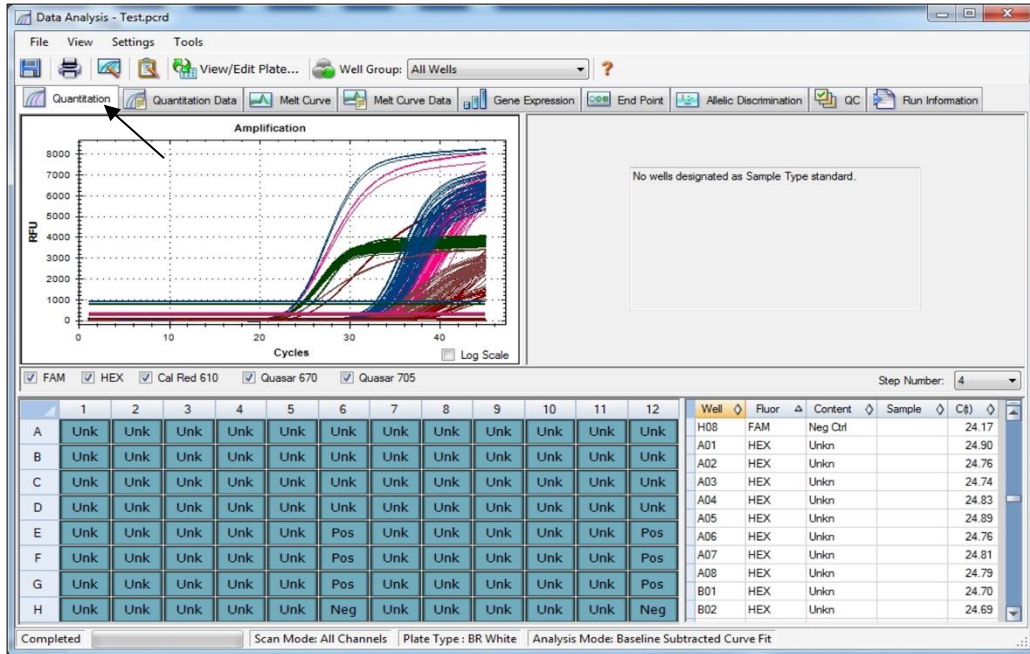 Data Analysis - Test.pcrd
File View Settings Tools
View/Edit Plate... Well Group: All Wells ?
Quantitation Quantitation Data Melt Curve Melt Curve Data Gene Expression End Point Allelic Discrimination QC Run Information
Amplification
8000
7000
6000
5000
4000
3000
2000
1000
0
RFU
0 10 20 30 40
Cycles
Log Scale
No wells designated as Sample Type standard.
FAM HEX Cal Red 610 Quasar 670 Quasar 705
Step Number: 4
1 2 3 4 5 6 7 8 9 10 11 12
A Unk Unk Unk Unk Unk Unk Unk Unk Unk Unk Unk Unk
B Unk Unk Unk Unk Unk Unk Unk Unk Unk Unk Unk Unk
C Unk Unk Unk Unk Unk Unk Unk Unk Unk Unk Unk Unk
D Unk Unk Unk Unk Unk Unk Unk Unk Unk Unk Unk Unk
E Unk Unk Unk Unk Unk Pos Unk Unk Unk Unk Unk Pos
F Unk Unk Unk Unk Unk Pos Unk Unk Unk Unk Unk Pos
G Unk Unk Unk Unk Unk Pos Unk Unk Unk Unk Unk Pos
H Unk Unk Unk Unk Unk Neg Unk Unk Unk Unk Unk Neg
Well Fluor Content Sample C(t)
H08 FAM Neg Ctrl 24.17
A01 HEX Unkn 24.90
A02 HEX Unkn 24.76
A03 HEX Unkn 24.74
A04 HEX Unkn 24.83
A05 HEX Unkn 24.89
A06 HEX Unkn 24.76
A07 HEX Unkn 24.81
A08 HEX Unkn 24.79
B01 HEX Unkn 24.70
B02 HEX Unkn 24.69
Completed Scan Mode: All Channels Plate Type : BR White Analysis Mode: Baseline Subtracted Curve Fit